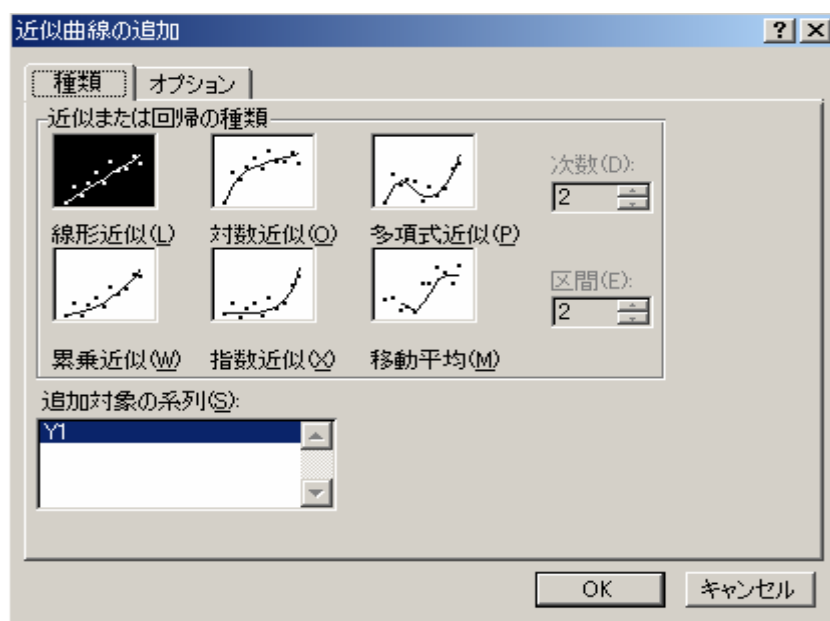 近似曲線の追加
種類 オプション
近似または回帰の種類
次数(D):
2
線形近似(L) 対数近似(O) 多項式近似(P)
区間(E):
2
累乗近似(W) 指数近似(X) 移動平均(M)
追加対象の系列(S):
Y1
OK キャンセル